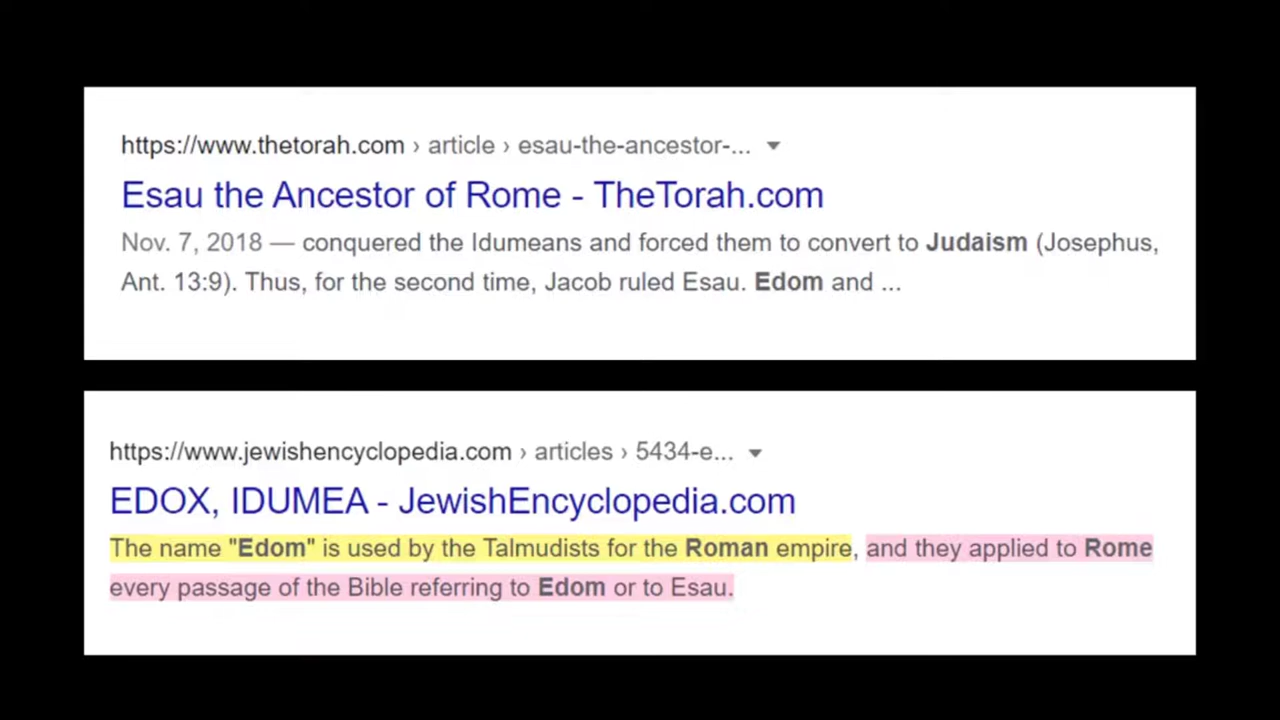 https://www.thetorah.com › article › esau-the-ancestor-...
Esau the Ancestor of Rome - TheTorah.com
Nov. 7, 2018 — conquered the Idumeans and forced them to convert to Judaism (Josephus,
Ant. 13:9). Thus, for the second time, Jacob ruled Esau. Edom and ...
https://www.jewishencyclopedia.com › articles › 5434-e...
EDOX, IDUMEA - JewishEncyclopedia.com
The name "Edom" is used by the Talmudists for the Roman empire, and they applied to Rome
every passage of the Bible referring to Edom or to Esau.